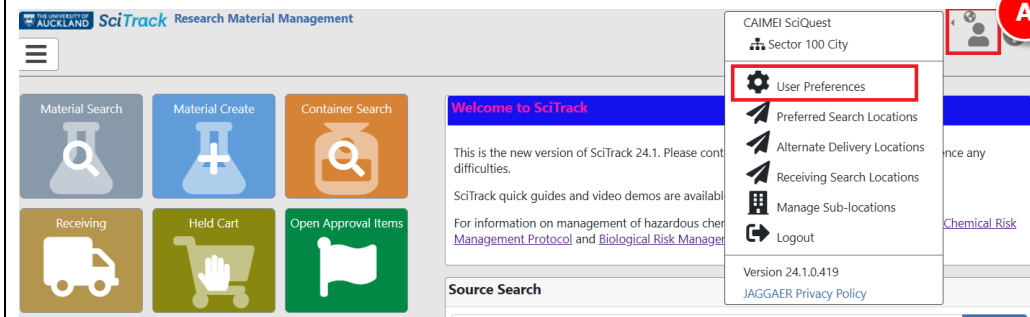 THE UNIVERSITY OF
AUCKLAND SciTrack Research Material Management
A
CAIMEI SciQuest
Sector 100 City
User Preferences
Preferred Search Locations
Alternate Delivery Locations
Receiving Search Locations
Manage Sub-locations
Logout
Version 24.1.0.419
JAGGAER Privacy Policy
Material Search
Material Create
Container Search
Receiving
Held Cart
Open Approval Items
Welcome to SciTrack
This is the new version of SciTrack 24.1. Please cont ence any
difficulties.
SciTrack quick guides and video demos are availabl
For information on management of hazardous cher Chemical Risk
Management Protocol and Biological Risk Manager
Source Search